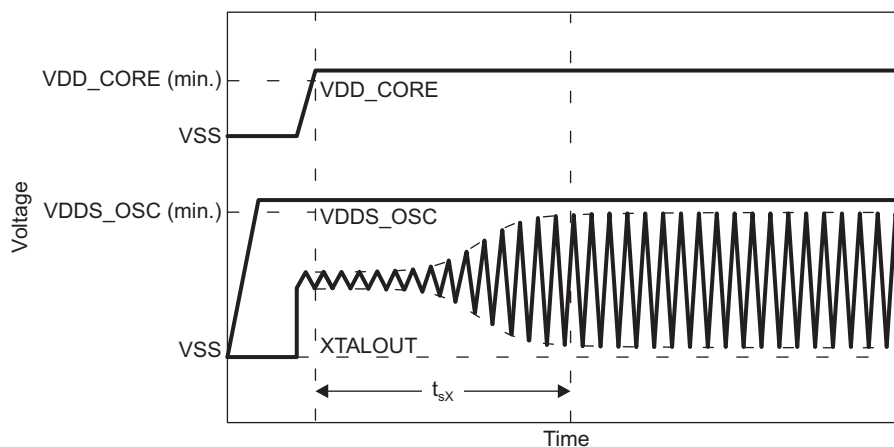 VDD_CORE (min.)
VDD_CORE
VSS
VDDS_OSC (min.)
VDDS_OSC
Voltage
VSS
XTALOUT
tsX
Time